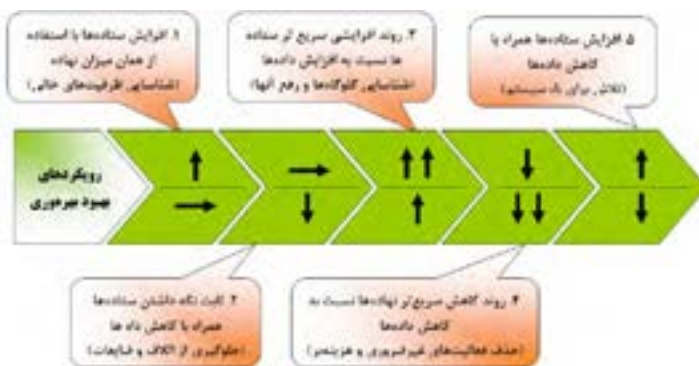 ۱. افزایش ستاده‌ها با استفاده
از همان میزان نهاده
(شناسایی ظرفیت‌های خالی)
۳. روند افزایشی سریع تر ستاده
ها نسبت به افزایش داده‌ها
(شناسایی گلوگاه‌ها و رفع آنها)
۵. افزایش ستاده‌ها همراه با
کاهش داده‌ها
(تلاش برای یک سیستمی)
رویکردهای
بهبود بهره‌وری
۲. ثابت نگه داشتن ستاده‌ها
همراه با کاهش داده ها
(جلوگیری از اتلاف و ضایعات)
۴. روند کاهش سریع‌تر نهاده‌ها نسبت به
کاهش داده‌ها
(حذف فعالیت‌های غیرضروری و هزینه‌بر)